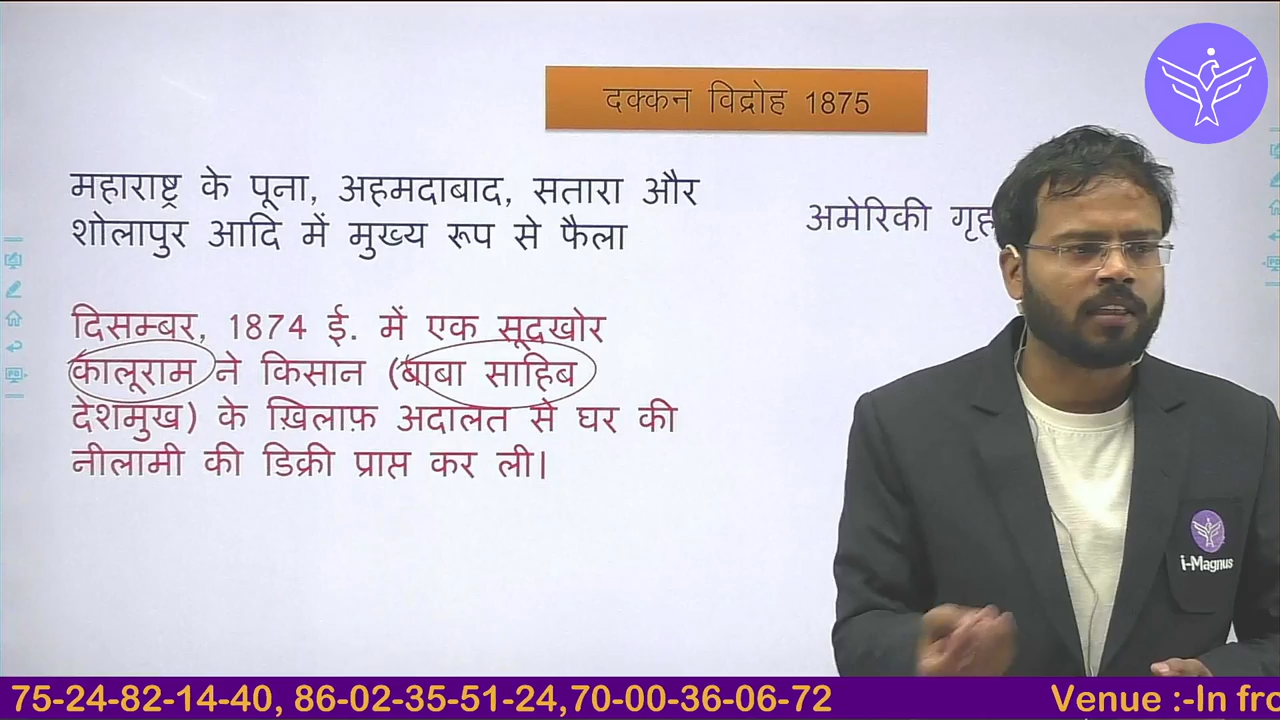 दक्कन विद्रोह 1875
महाराष्ट्र के पूना, अहमदाबाद, सतारा और
शोलापुर आदि में मुख्य रूप से फैला
अमेरिकी
दिसम्बर, 1874 ई. में एक सूदखोर
कालूराम ने किसान (बाबा साहिब
देशमुख) के ख़िलाफ़ अदालत से घर की
नीलामी की डिक्री प्राप्त कर ली।
i-Magnus
75-24-82-14-40, 86-02-35-51-24,70-00-36-06-72
Venue :-In